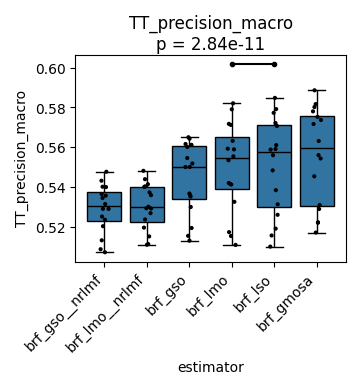 TT_precision_macro
p = 2.84e-11
TT_precision_macro
0.60
0.58
0.56
0.54
0.52
brf_gso__nrlmf
brf_lmo__nrlmf
brf_gso
brf_lmo
brf_lso
brf_gmosa
estimator